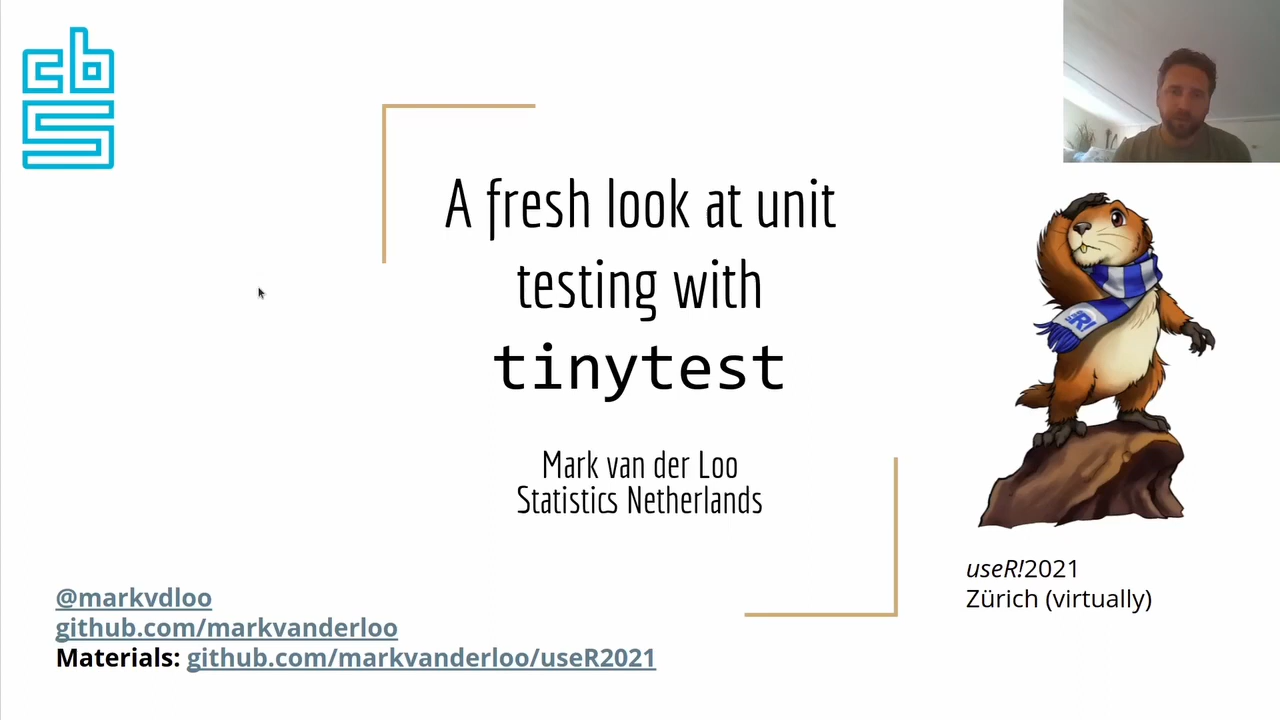 cbs
A fresh look at unit
testing with
tinytest
Mark van der Loo
Statistics Netherlands
@markvdloo
github.com/markvanderloo
Materials: github.com/markvanderloo/useR2021
useR!2021
Zürich (virtually)